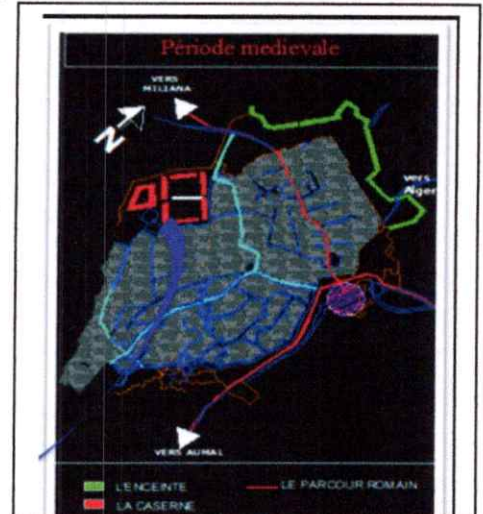 Période medievale
VERS
MILIANA
N
vers
Alger
VERS AUMAL
L'ENCEINTE
LE PARCOUR ROMAIN
LA CASERNE